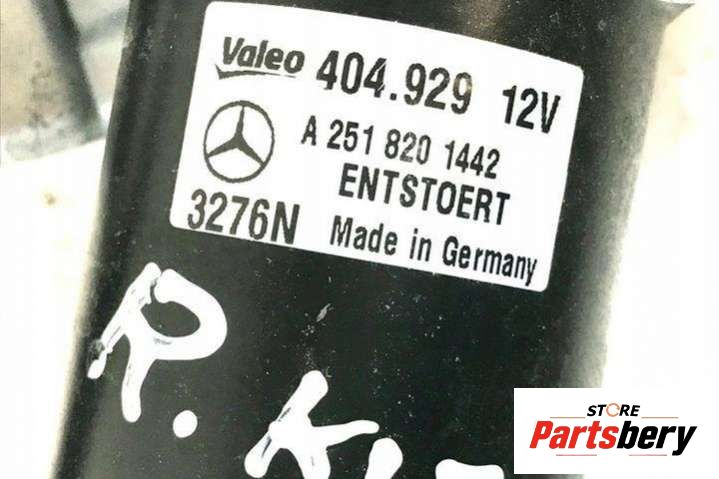 Valeo 404.929 12V
A 251 820 1442
ENTSTOERT
3276N Made in Germany
R.
STORE
Partsbery